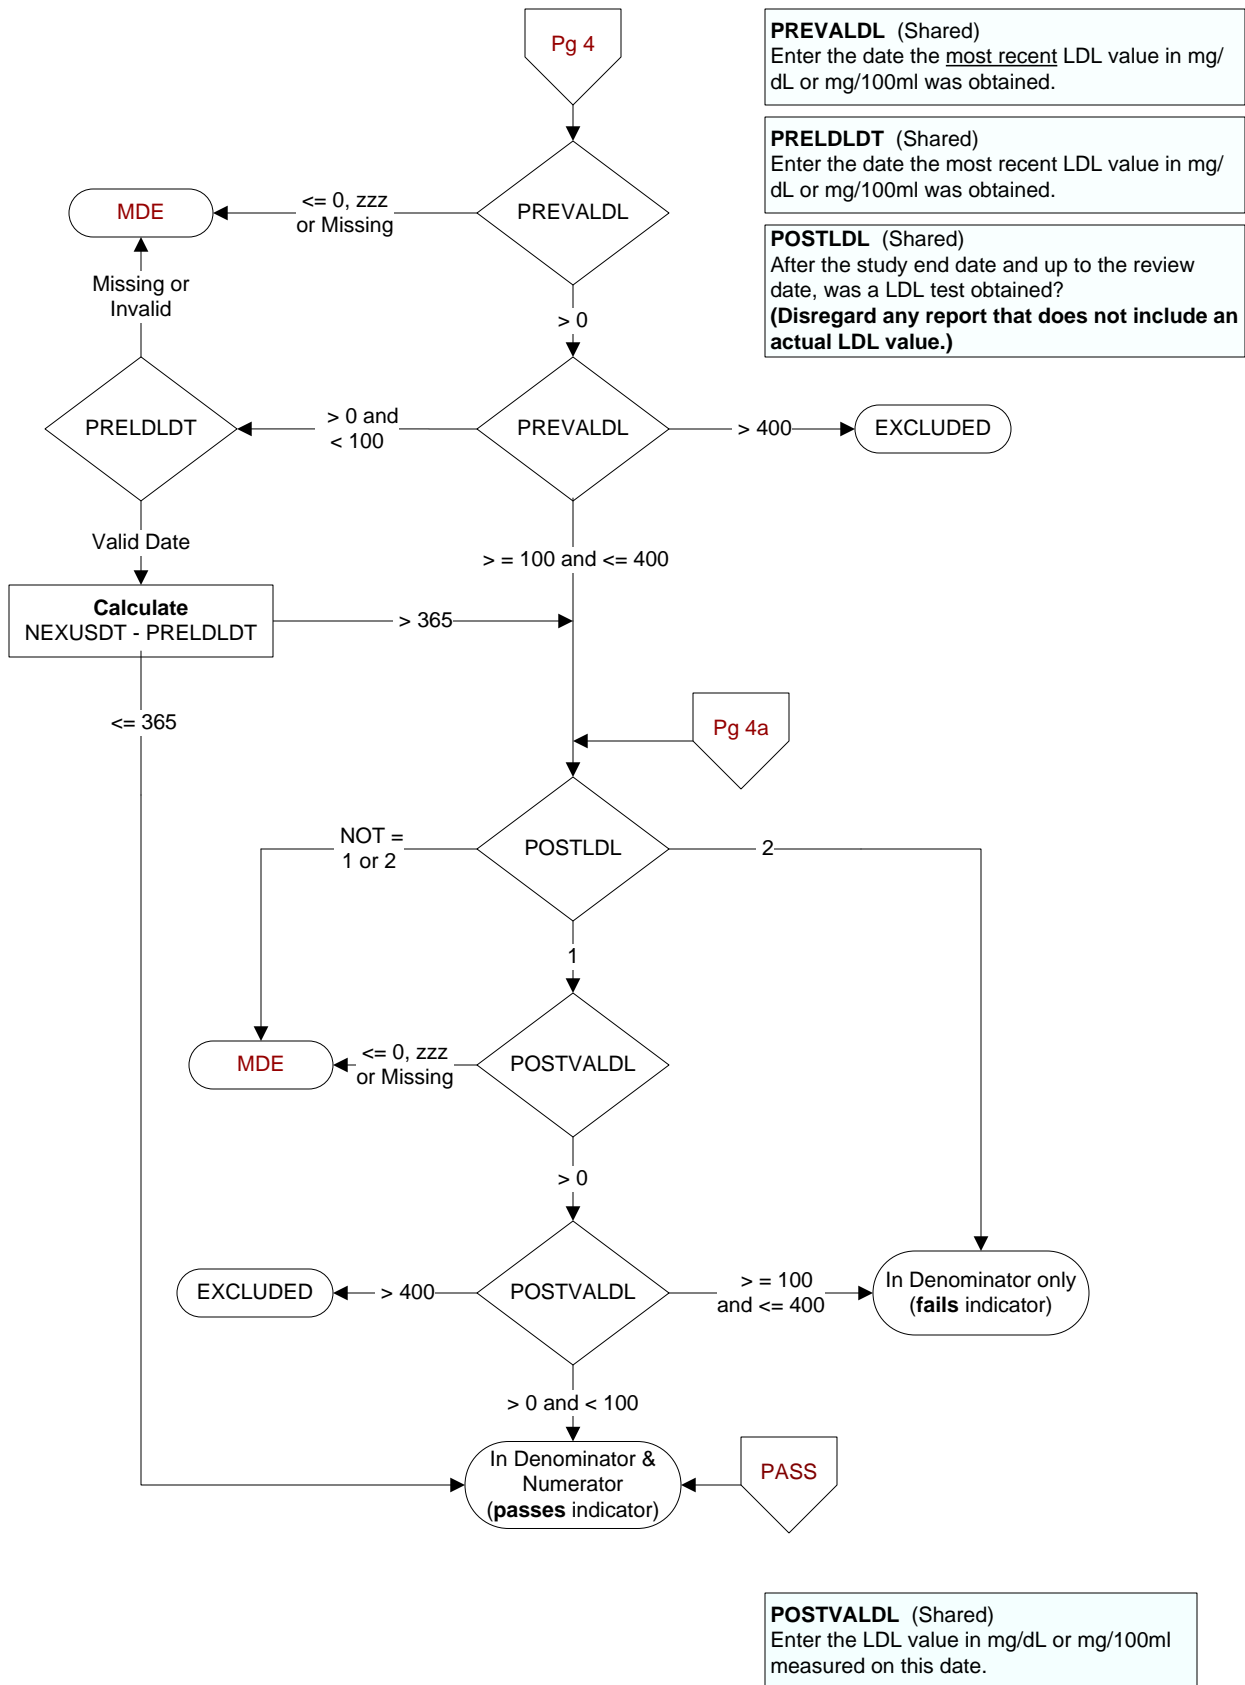 Pg 4
PREVALDL (Shared)
Enter the date the most recent LDL value in mg/
dL or mg/100ml was obtained.
PRELDLDT (Shared)
Enter the date the most recent LDL value in mg/
dL or mg/100ml was obtained.
POSTLDL (Shared)
After the study end date and up to the review
date, was a LDL test obtained?
(Disregard any report that does not include an
actual LDL value.)
MDE
<= 0, zzz
or Missing
PREVALDL
Missing or
Invalid
> 0
PRELDLDT
> 0 and
< 100
PREVALDL
> 400
EXCLUDED
Valid Date
> = 100 and <= 400
Calculate
NEXUSDT - PRELDLDT
> 365
<= 365
Pg 4a
NOT =
1 or 2
POSTLDL
2
1
MDE
<= 0, zzz
or Missing
POSTVALDL
> 0
EXCLUDED
> 400
POSTVALDL
> = 100
and <= 400
In Denominator only
(fails indicator)
> 0 and < 100
In Denominator &
Numerator
(passes indicator)
PASS
POSTVALDL (Shared)
Enter the LDL value in mg/dL or mg/100ml
measured on this date.